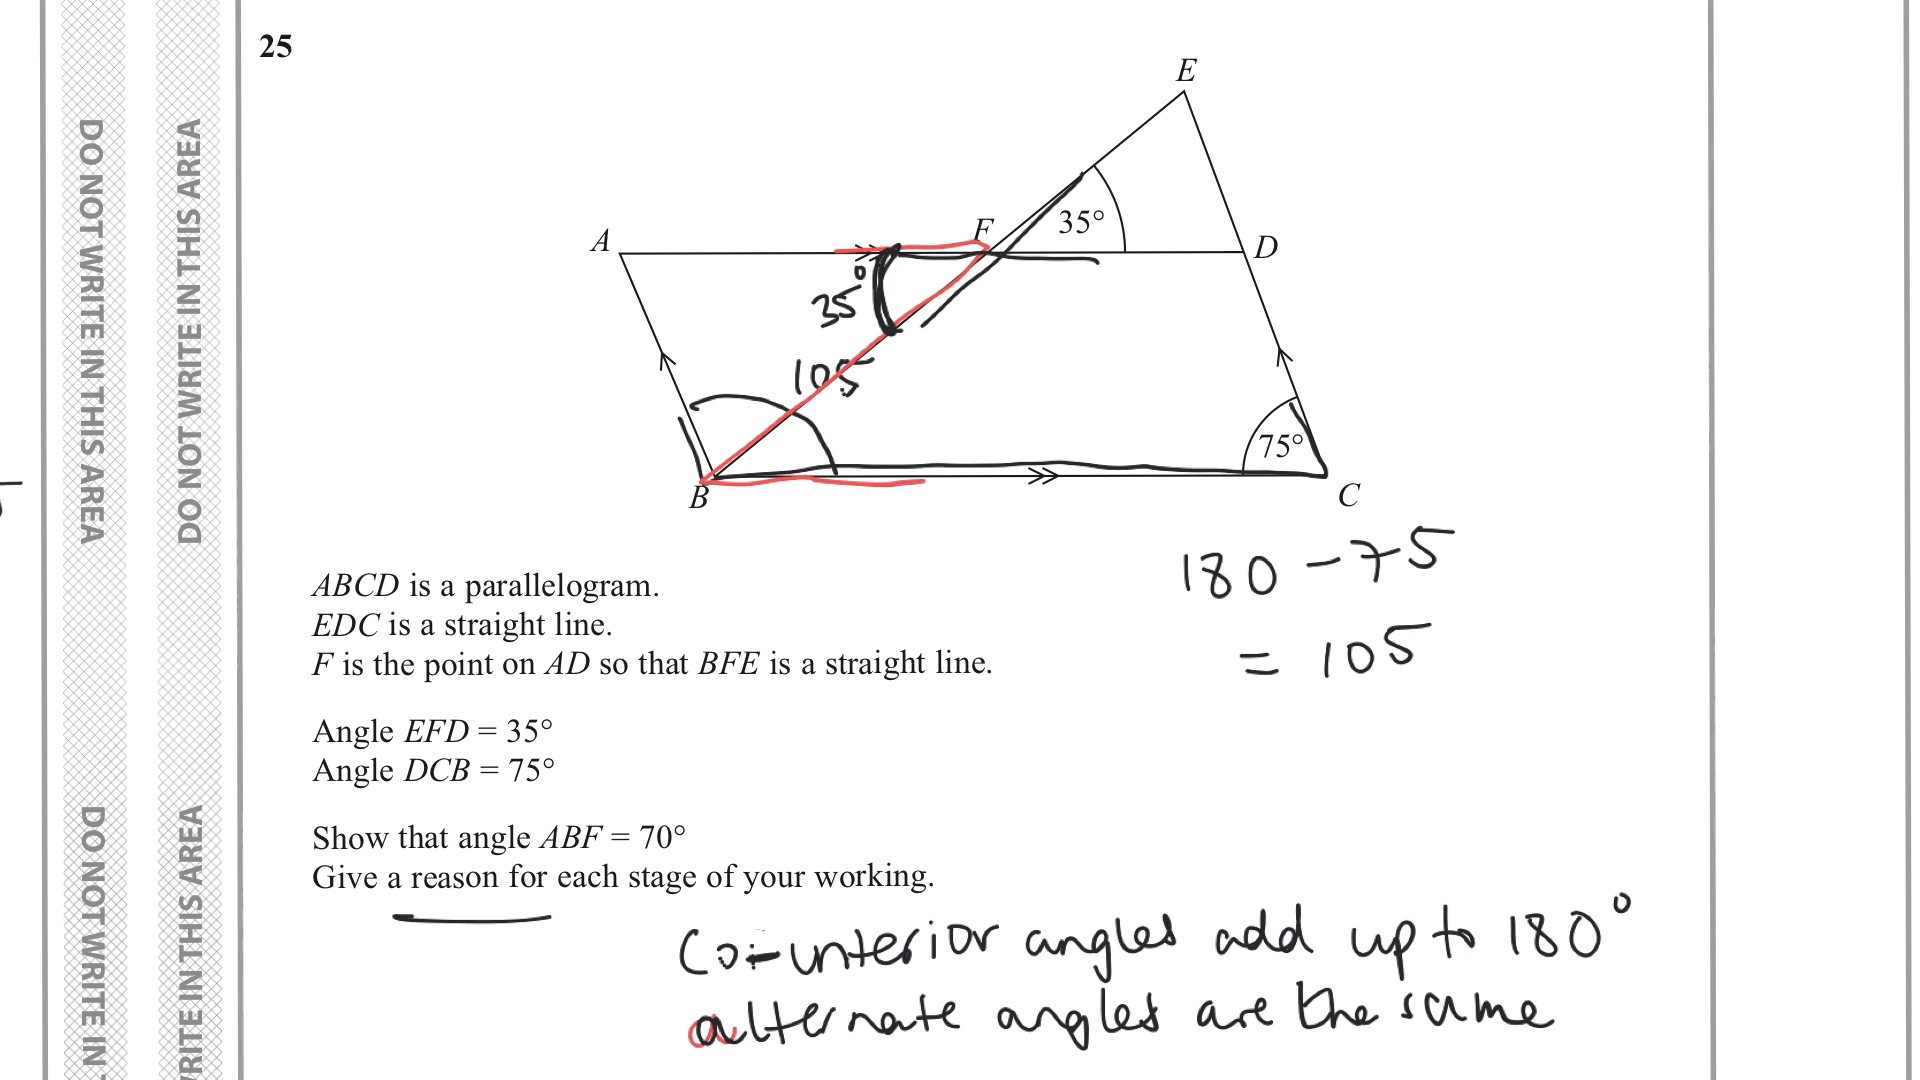 25
E
A
F
35°
D
35°
105
75°
B
C
180 - 75
= 105
ABCD is a parallelogram.
EDC is a straight line.
F is the point on AD so that BFE is a straight line.
Angle EFD = 35°
Angle DCB = 75°
Show that angle ABF = 70°
Give a reason for each stage of your working.
Co-interior angles add up to 180°
alternate angles are the same
DO NOT WRITE IN THIS AREA
DO NOT WRITE IN THIS AREA
DO NOT WRITE IN
WRITE IN THIS AREA